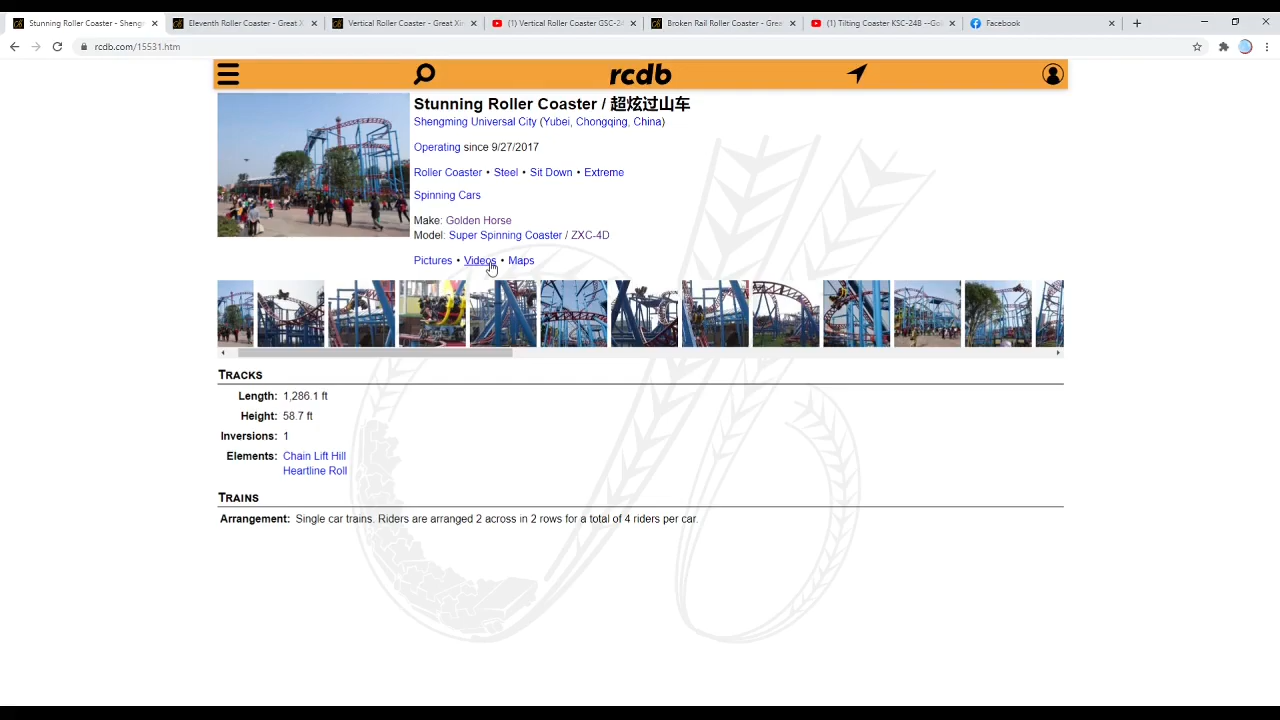 Stunning Roller Coaster - Sheng
Eleventh Roller Coaster - Great X
Vertical Roller Coaster - Great Xin
(1) Vertical Roller Coaster GSC-24
Broken Rail Roller Coaster - Grea
(1) Tilting Coaster KSC-24B --Gol
Facebook
rcdb.com/15531.htm
rcdb
Stunning Roller Coaster / 超炫过山车
Shengming Universal City (Yubei, Chongqing, China)
Operating since 9/27/2017
Roller Coaster • Steel • Sit Down • Extreme
Spinning Cars
Make: Golden Horse
Model: Super Spinning Coaster / ZXC-4D
Pictures • Videos • Maps
TRACKS
Length: 1,286.1 ft
Height: 58.7 ft
Inversions: 1
Elements: Chain Lift Hill
Heartline Roll
TRAINS
Arrangement: Single car trains. Riders are arranged 2 across in 2 rows for a total of 4 riders per car.